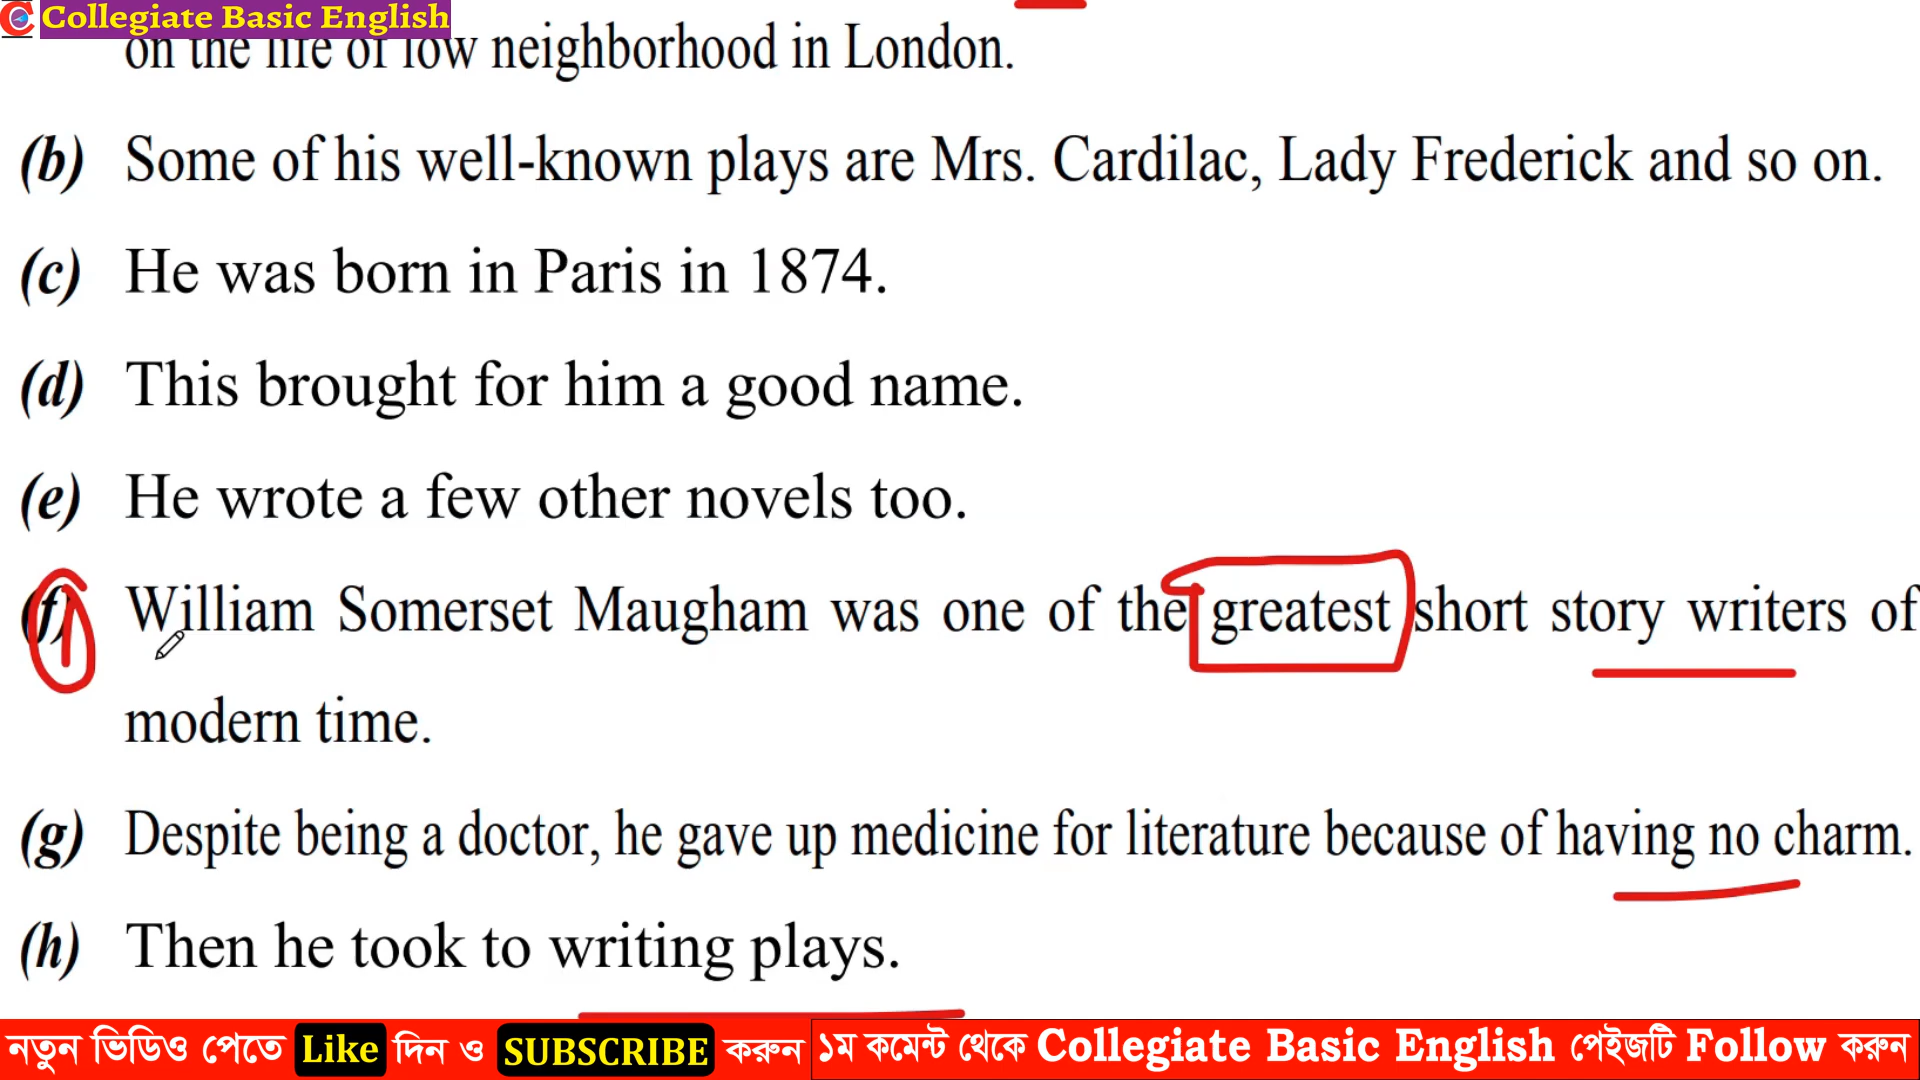 Collegiate Basic English
on the life of low neighborhood in London.
(b) Some of his well-known plays are Mrs. Cardilac, Lady Frederick and so on.
(c) He was born in Paris in 1874.
(d) This brought for him a good name.
(e) He wrote a few other novels too.
(f) William Somerset Maugham was one of the greatest short story writers of
modern time.
(g) Despite being a doctor, he gave up medicine for literature because of having no charm.
(h) Then he took to writing plays.
নতুন ভিডিও পেতে Like দিন ও SUBSCRIBE করুন ১ম কমেন্ট থেকে Collegiate Basic English পেইজটি Follow করুন